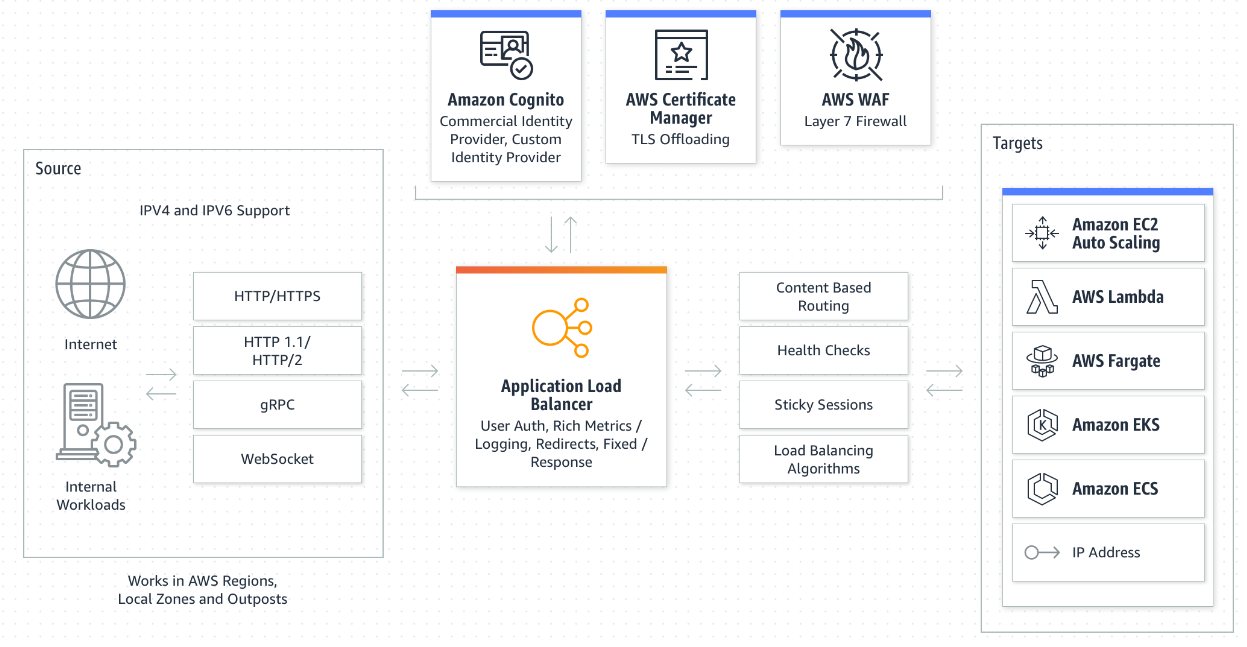 Amazon Cognito
Commercial Identity
Provider, Custom
Identity Provider
AWS Certificate
Manager
TLS Offloading
AWS WAF
Layer 7 Firewall
Source
IPV4 and IPV6 Support
Internet
Internal
Workloads
HTTP/HTTPS
HTTP 1.1/
HTTP/2
gRPC
WebSocket
Works in AWS Regions,
Local Zones and Outposts
Application Load
Balancer
User Auth, Rich Metrics /
Logging, Redirects, Fixed /
Response
Content Based
Routing
Health Checks
Sticky Sessions
Load Balancing
Algorithms
Targets
Amazon EC2
Auto Scaling
AWS Lambda
AWS Fargate
K
Amazon EKS
Amazon ECS
IP Address